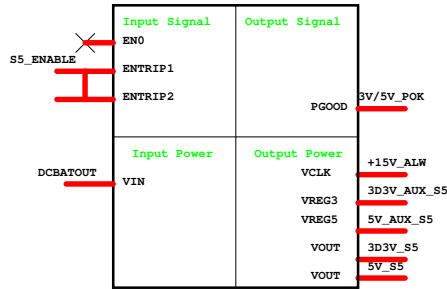 Input Signal
Output Signal
EN0
S5_ENABLE
ENTRIP1
ENTRIP2
3V/5V_POK
PGOOD
Input Power
Output Power
+15V_ALW
VCLK
DCBATOUT
VIN
3D3V_AUX_S5
VREG3
5V_AUX_S5
VREG5
3D3V_S5
VOUT
5V_S5
VOUT